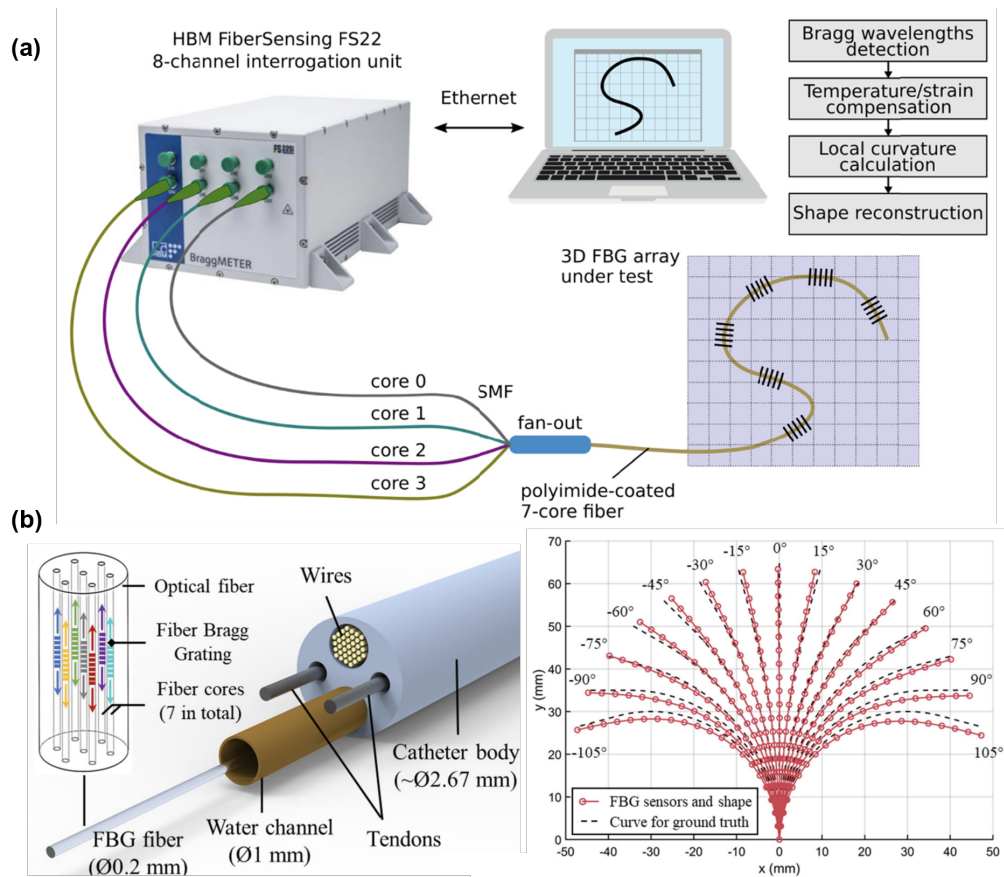 (a)
HBM FiberSensing FS22
8-channel interrogation unit
Ethernet
Bragg wavelengths
detection
Temperature/strain
compensation
Local curvature
calculation
Shape reconstruction
BraggMETER
3D FBG array
under test
core 0
core 1
core 2
core 3
SMF
fan-out
polyimide-coated
7-core fiber
(b)
Optical fiber
Fiber Bragg
Grating
Fiber cores
(7 in total)
Wires
Catheter body
(~Ø2.67 mm)
Tendons
Water channel
(Ø1 mm)
FBG fiber
(Ø0.2 mm)
70
60
50
40
30
20
10
0
y (mm)
-105°
-90°
-75°
-60°
-45°
-30°
-15°
0°
15°
30°
45°
60°
75°
90°
105°
FBG sensors and shape
Curve for ground truth
-50 -40 -30 -20 -10 0 10 20 30 40 50
x (mm)